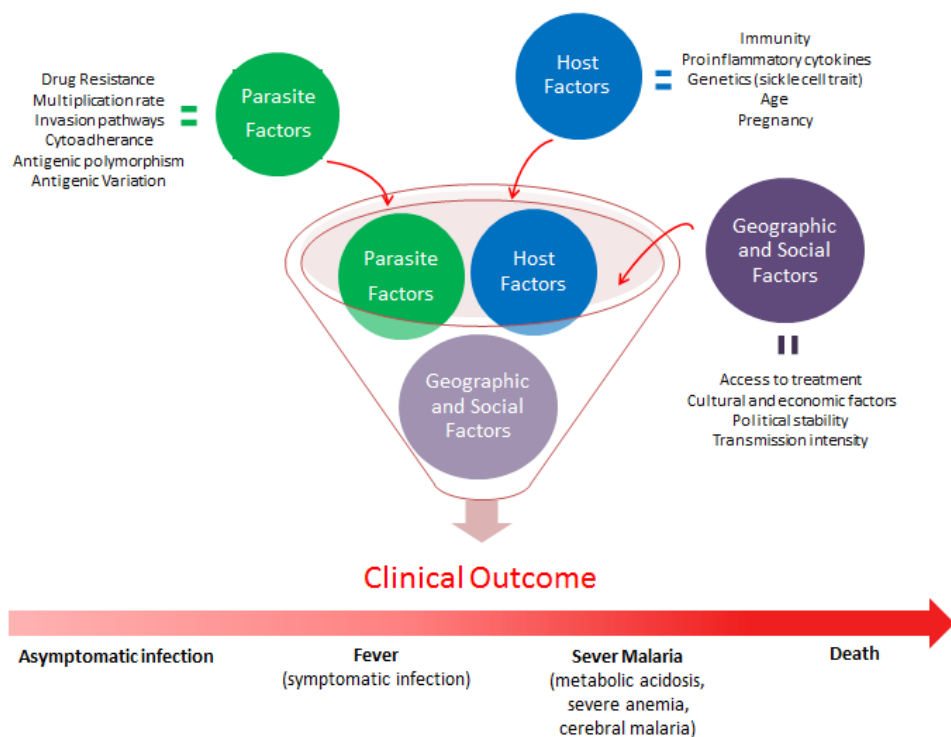 Drug Resistance
Multiplication rate
Invasion pathways
Cytoadherance
Antigenic polymorphism
Antigenic Variation
=
Parasite
Factors
Host
Factors
=
Immunity
Proinflammatory cytokines
Genetics (sickle cell trait)
Age
Pregnancy
Parasite
Factors
Host
Factors
Geographic
and Social
Factors
Geographic
and Social
Factors
Access to treatment
Cultural and economic factors
Political stability
Transmission intensity
Clinical Outcome
Asymptomatic infection
Fever
(symptomatic infection)
Sever Malaria
(metabolic acidosis,
severe anemia,
cerebral malaria)
Death